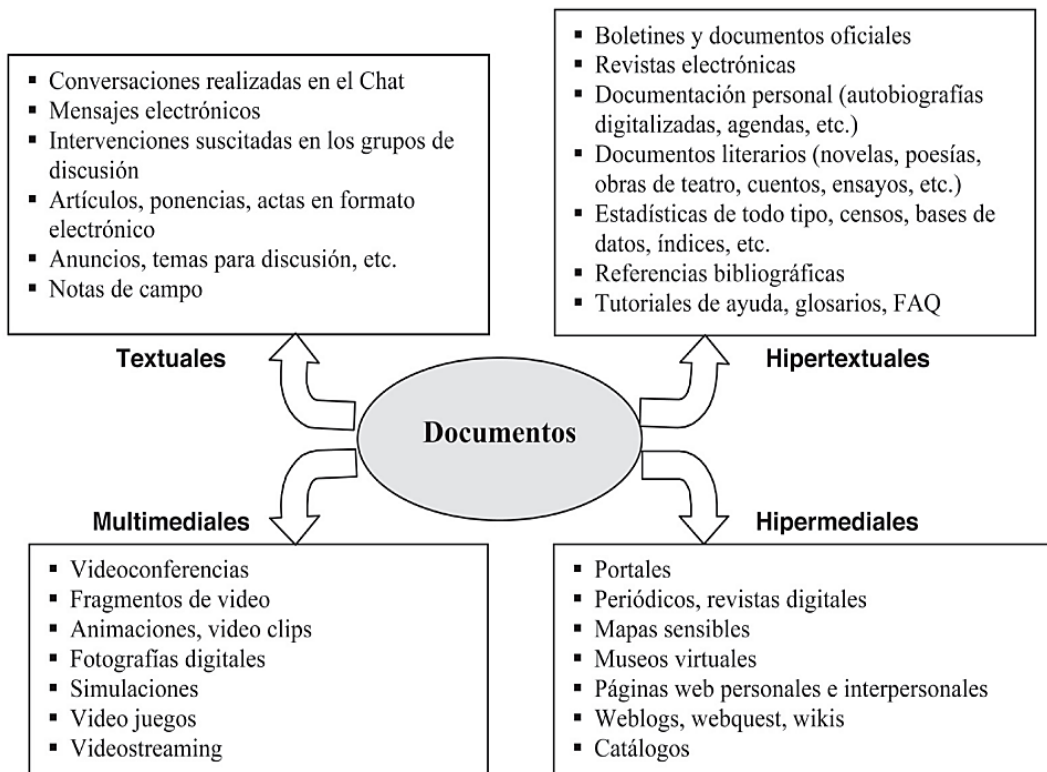 ▪ Conversaciones realizadas en el Chat
▪ Mensajes electrónicos
▪ Intervenciones suscitadas en los grupos de
discusión
▪ Artículos, ponencias, actas en formato
electrónico
▪ Anuncios, temas para discusión, etc.
▪ Notas de campo
Textuales
▪ Boletines y documentos oficiales
▪ Revistas electrónicas
▪ Documentación personal (autobiografías
digitalizadas, agendas, etc.)
▪ Documentos literarios (novelas, poesías,
obras de teatro, cuentos, ensayos, etc.)
▪ Estadísticas de todo tipo, censos, bases de
datos, índices, etc.
▪ Referencias bibliográficas
▪ Tutoriales de ayuda, glosarios, FAQ
Hipertextuales
Documentos
Multimediales
▪ Videoconferencias
▪ Fragmentos de video
▪ Animaciones, video clips
▪ Fotografías digitales
▪ Simulaciones
▪ Video juegos
▪ Videostreaming
Hipermediales
▪ Portales
▪ Periódicos, revistas digitales
▪ Mapas sensibles
▪ Museos virtuales
▪ Páginas web personales e interpersonales
▪ Weblogs, webquest, wikis
▪ Catálogos